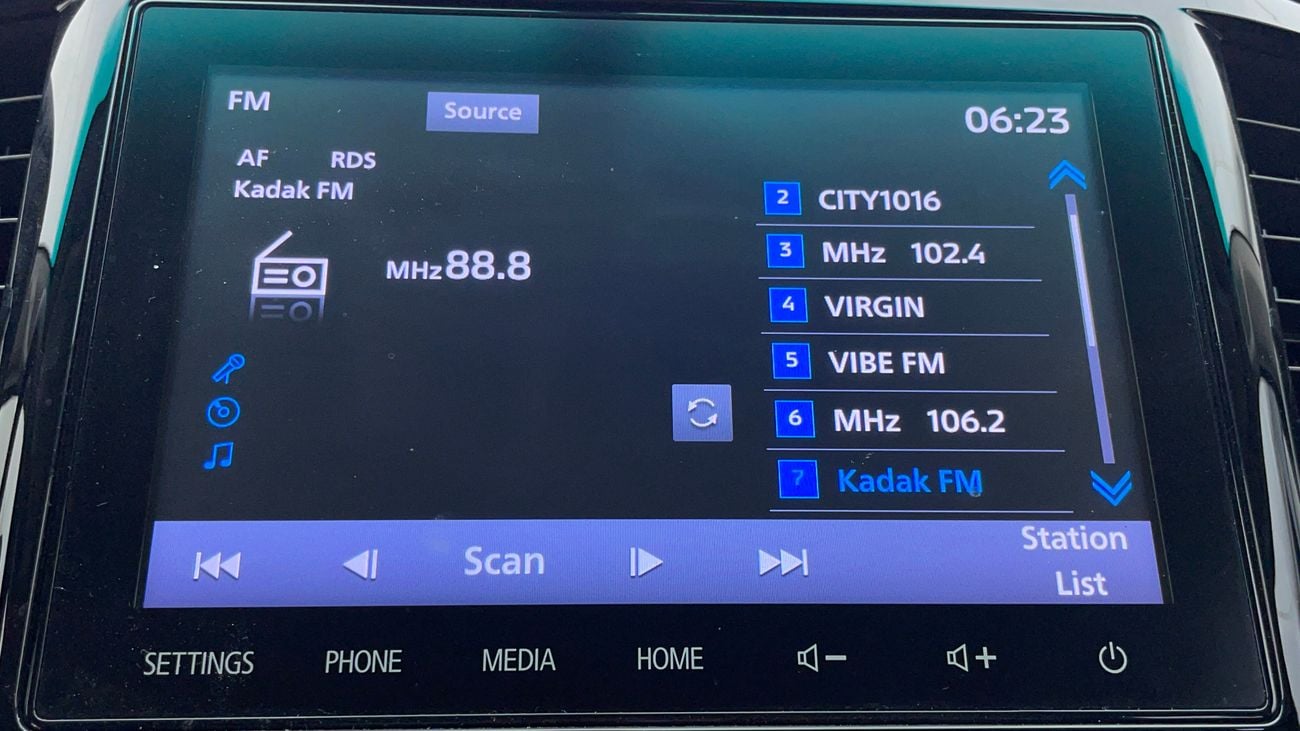 FM
Source
06:23
AF RDS
Kadak FM
MHz 88.8
2 CITY1016
3 MHz 102.4
4 VIRGIN
5 VIBE FM
6 MHz 106.2
7 Kadak FM
Scan
Station
List
SETTINGS PHONE MEDIA HOME